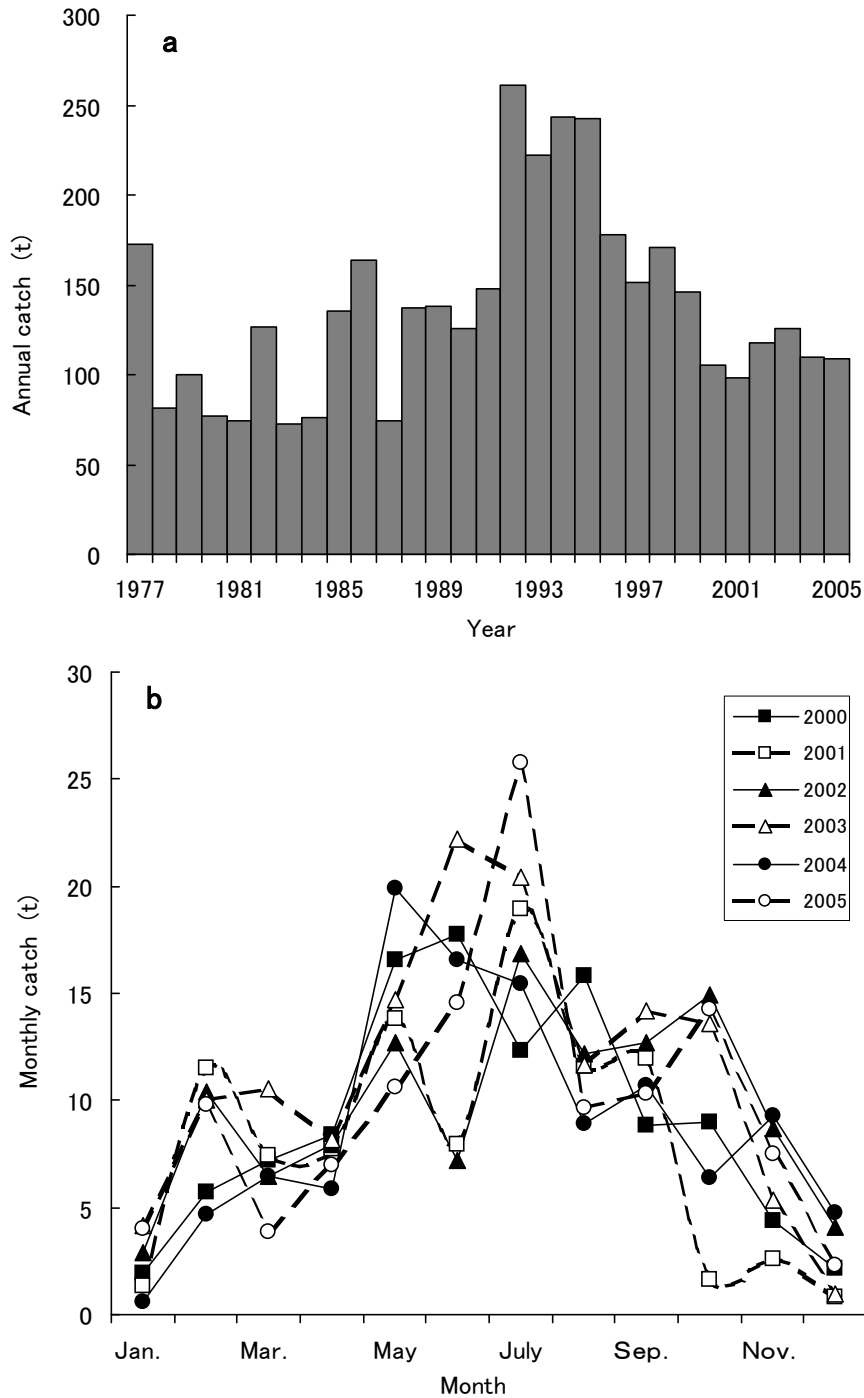 a
Annual catch (t)
300
250
200
150
100
50
0
1977 1981 1985 1989 1993 1997 2001 2005
Year
b
Monthly catch (t)
30
25
20
15
10
5
0
2000
2001
2002
2003
2004
2005
Jan. Mar. May July Sep. Nov.
Month